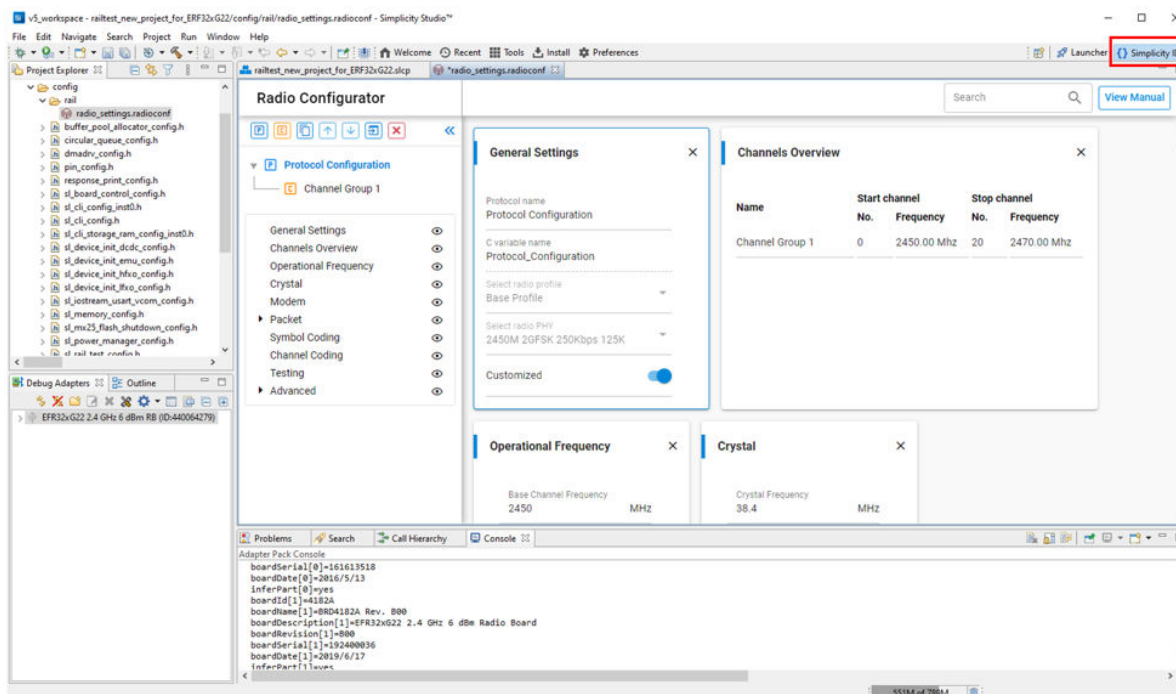 v5_workspace - railtest_new_project_for_ERF32xG22/config/rail/radio_settings.radioconf - Simplicity Studio™
File Edit Navigate Search Project Run Window Help
Welcome Recent Tools Install Preferences
Launcher {} Simplicity
Project Explorer
railtest_new_project_for_ERF32xG22.slcp *radio_settings.radioconf
config
rail
radio_settings.radioconf
buffer_pool_allocator_config.h
circular_queue_config.h
dmadrv_config.h
pin_config.h
response_print_config.h
sl_board_control_config.h
sl_cli_config_inst0.h
sl_cli_config.h
sl_cli_storage_ram_config_inst0.h
sl_device_init_dcdc_config.h
sl_device_init_emu_config.h
sl_device_init_hfxo_config.h
sl_device_init_lfxo_config.h
sl_iostream_usart_vcom_config.h
sl_memory_config.h
sl_mx25_flash_shutdown_config.h
sl_power_manager_config.h
sl_rail_test_config.h
Debug Adapters Outline
EFR32xG22 2.4 GHz 6 dBm RB (ID:440064279)
Radio Configurator
Search
View Manual
Protocol Configuration
Channel Group 1
General Settings
Channels Overview
Operational Frequency
Crystal
Modem
Packet
Symbol Coding
Channel Coding
Testing
Advanced
General Settings
Protocol name
Protocol Configuration
C variable name
Protocol_Configuration
Select radio profile
Base Profile
Select radio PHY
2450M 2GFSK 250Kbps 125K
Customized
Channels Overview
Name Start channel Stop channel
No. Frequency No. Frequency
Channel Group 1 0 2450.00 Mhz 20 2470.00 Mhz
Operational Frequency
Base Channel Frequency
2450 MHz
Crystal
Crystal Frequency
38.4 MHz
Problems Search Call Hierarchy Console
Adapter Pack Console
boardSerial[0]=161613518
boardDate[0]=2016/5/13
inferPart[0]=yes
boardId[1]=4182A
boardName[1]=BRD4182A Rev. B00
boardDescription[1]=EFR32xG22 2.4 GHz 6 dBm Radio Board
boardRevision[1]=B00
boardSerial[1]=192400036
boardDate[1]=2019/6/17
inferPart[1]=yes
551M of 789M